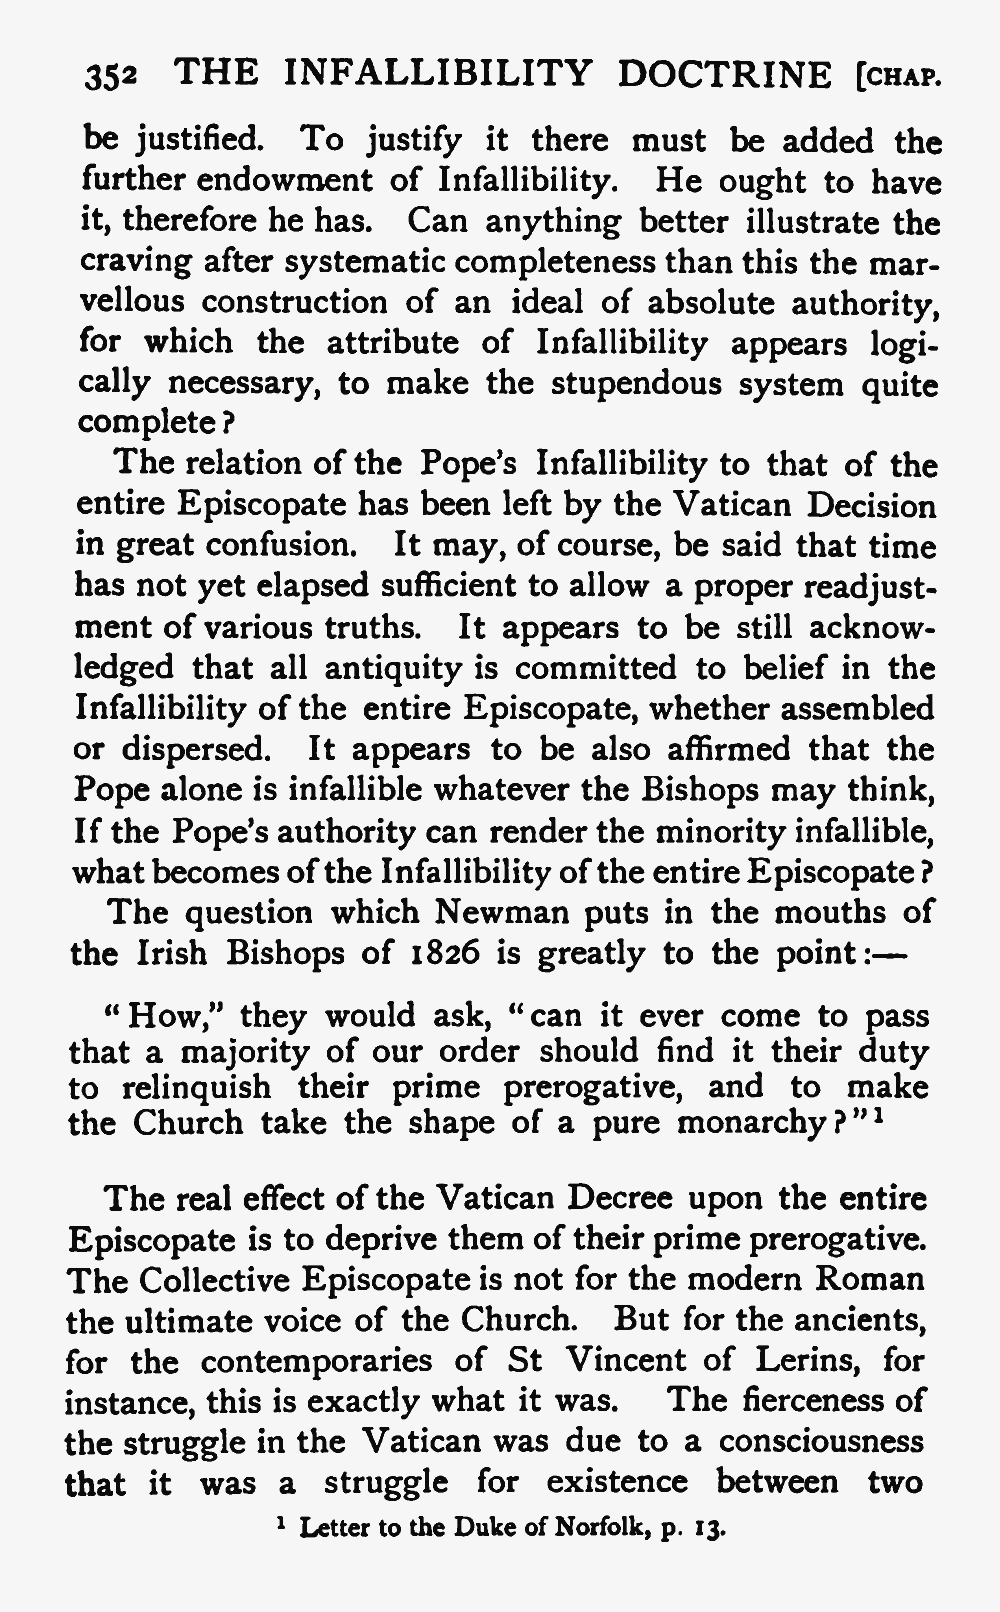 352 THE INFALLIBILITY DOCTRINE [CHAP.
be justified. To justify it there must be added the
further endowment of Infallibility. He ought to have
it, therefore he has. Can anything better illustrate the
craving after systematic completeness than this the mar-
vellous construction of an ideal of absolute authority,
for which the attribute of Infallibility appears logi-
cally necessary, to make the stupendous system quite
complete?
The relation of the Pope's Infallibility to that of the
entire Episcopate has been left by the Vatican Decision
in great confusion. It may, of course, be said that time
has not yet elapsed sufficient to allow a proper readjust-
ment of various truths. It appears to be still acknow-
ledged that all antiquity is committed to belief in the
Infallibility of the entire Episcopate, whether assembled
or dispersed. It appears to be also affirmed that the
Pope alone is infallible whatever the Bishops may think,
If the Pope's authority can render the minority infallible,
what becomes of the Infallibility of the entire Episcopate?
The question which Newman puts in the mouths of
the Irish Bishops of 1826 is greatly to the point:—
"How," they would ask, "can it ever come to pass
that a majority of our order should find it their duty
to relinquish their prime prerogative, and to make
the Church take the shape of a pure monarchy?"¹
The real effect of the Vatican Decree upon the entire
Episcopate is to deprive them of their prime prerogative.
The Collective Episcopate is not for the modern Roman
the ultimate voice of the Church. But for the ancients,
for the contemporaries of St Vincent of Lerins, for
instance, this is exactly what it was. The fierceness of
the struggle in the Vatican was due to a consciousness
that it was a struggle for existence between two
¹ Letter to the Duke of Norfolk, p. 13.